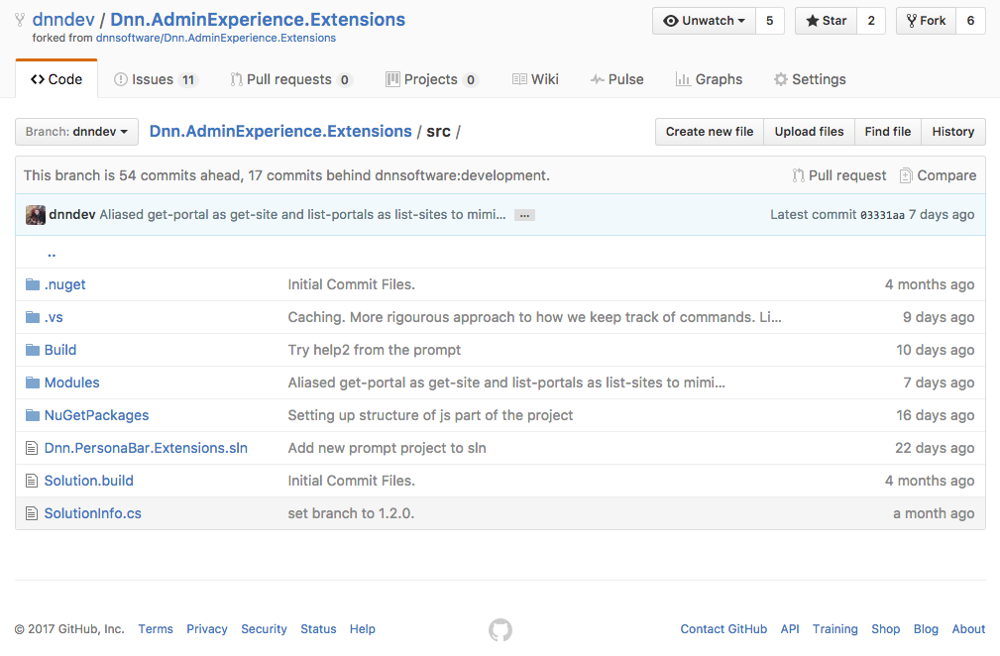 dnndev / Dnn.AdminExperience.Extensions Unwatch 5 Star 2 Fork 6
forked from dnnsoftware/Dnn.AdminExperience.Extensions
Code Issues 11 Pull requests 0 Projects 0 Wiki Pulse Graphs Settings
Branch: dnndev Dnn.AdminExperience.Extensions / src / Create new file Upload files Find file History
This branch is 54 commits ahead, 17 commits behind dnnsoftware:development. Pull request Compare
dnndev Aliased get-portal as get-site and list-portals as list-sites to mimi... ... Latest commit 03331aa 7 days ago
..
.nuget Initial Commit Files. 4 months ago
.vs Caching. More rigourous approach to how we keep track of commands. Li... 9 days ago
Build Try help2 from the prompt 10 days ago
Modules Aliased get-portal as get-site and list-portals as list-sites to mimi... 7 days ago
NuGetPackages Setting up structure of js part of the project 16 days ago
Dnn.PersonaBar.Extensions.sln Add new prompt project to sln 22 days ago
Solution.build Initial Commit Files. 4 months ago
SolutionInfo.cs set branch to 1.2.0. a month ago
© 2017 GitHub, Inc. Terms Privacy Security Status Help Contact GitHub API Training Shop Blog About